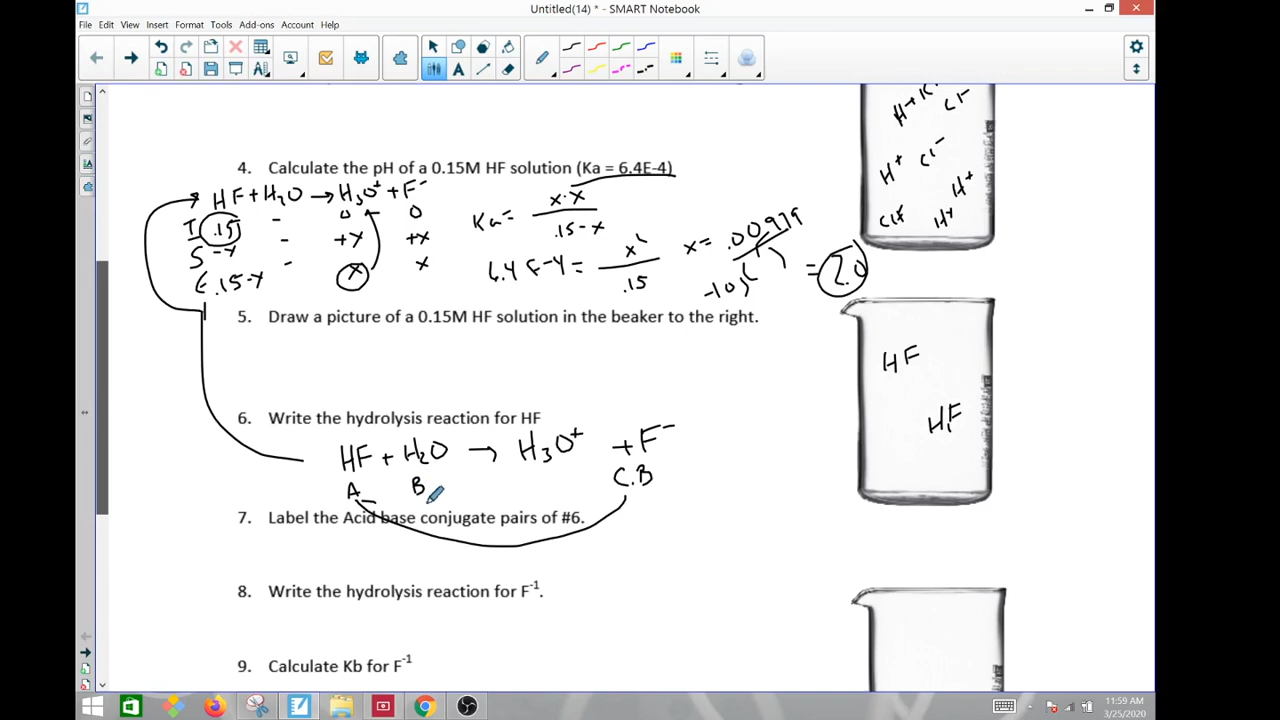 Untitled(14) * - SMART Notebook
File Edit View Insert Format Tools Add-ons Account Help
H+ Cl-
H+ Cl-
H+
H+
4. Calculate the pH of a 0.15M HF solution (Ka = 6.4E-4)
HF + H2O → H3O+ + F-
I .15 - 0 0
-x - +x +x
E .15-x - x x
Ka = x·x / .15-x
6.4 E-4 = x² / .15
x = .00979
= 2.0
5. Draw a picture of a 0.15M HF solution in the beaker to the right.
HF
HF
6. Write the hydrolysis reaction for HF
HF + H2O → H3O+ + F-
A B C.B
7. Label the Acid base conjugate pairs of #6.
8. Write the hydrolysis reaction for F-1.
9. Calculate Kb for F-1
11:59 AM
3/25/2020